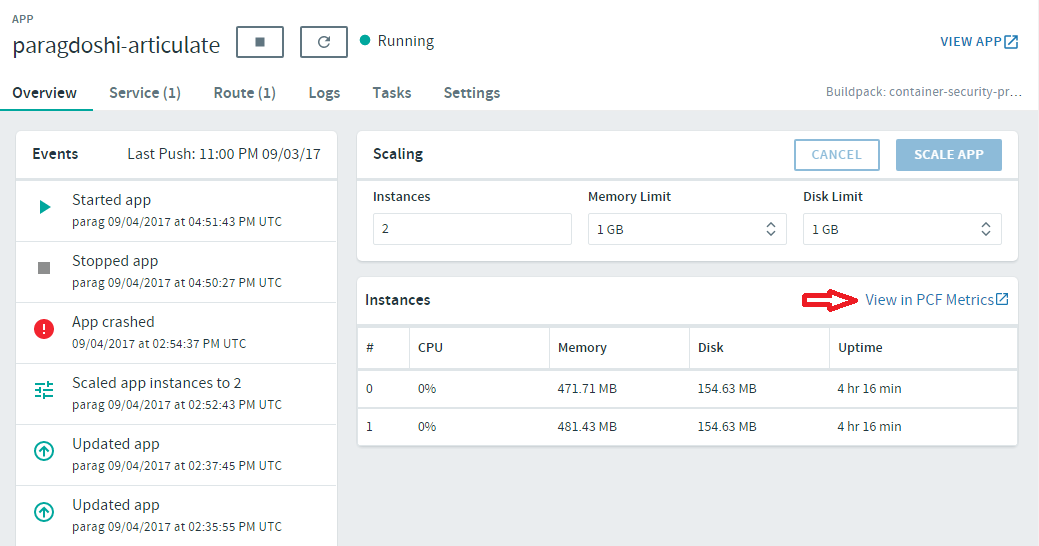 APP
paragdoshi-articulate
Running
VIEW APP
Overview
Service (1)
Route (1)
Logs
Tasks
Settings
Buildpack: container-security-pr…
Events
Last Push: 11:00 PM 09/03/17
Started app
parag 09/04/2017 at 04:51:43 PM UTC
Stopped app
parag 09/04/2017 at 04:50:27 PM UTC
App crashed
09/04/2017 at 02:54:37 PM UTC
Scaled app instances to 2
parag 09/04/2017 at 02:52:43 PM UTC
Updated app
parag 09/04/2017 at 02:37:45 PM UTC
Updated app
parag 09/04/2017 at 02:35:55 PM UTC
Scaling
CANCEL
SCALE APP
Instances
Memory Limit
Disk Limit
2
1 GB
1 GB
Instances
View in PCF Metrics
# CPU Memory Disk Uptime
0 0% 471.71 MB 154.63 MB 4 hr 16 min
1 0% 481.43 MB 154.63 MB 4 hr 16 min